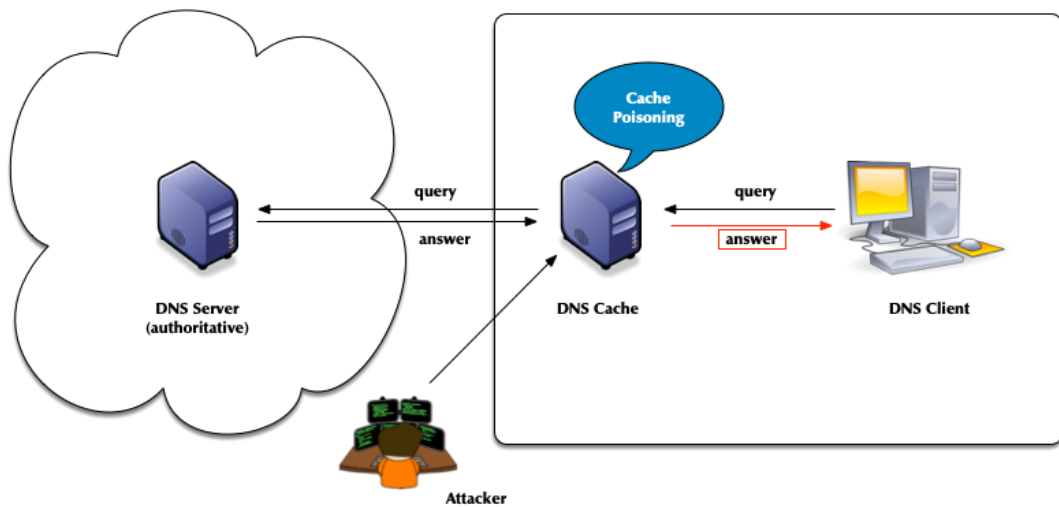 Cache
Poisoning
query
answer
query
answer
DNS Server
(authoritative)
DNS Cache
DNS Client
Attacker